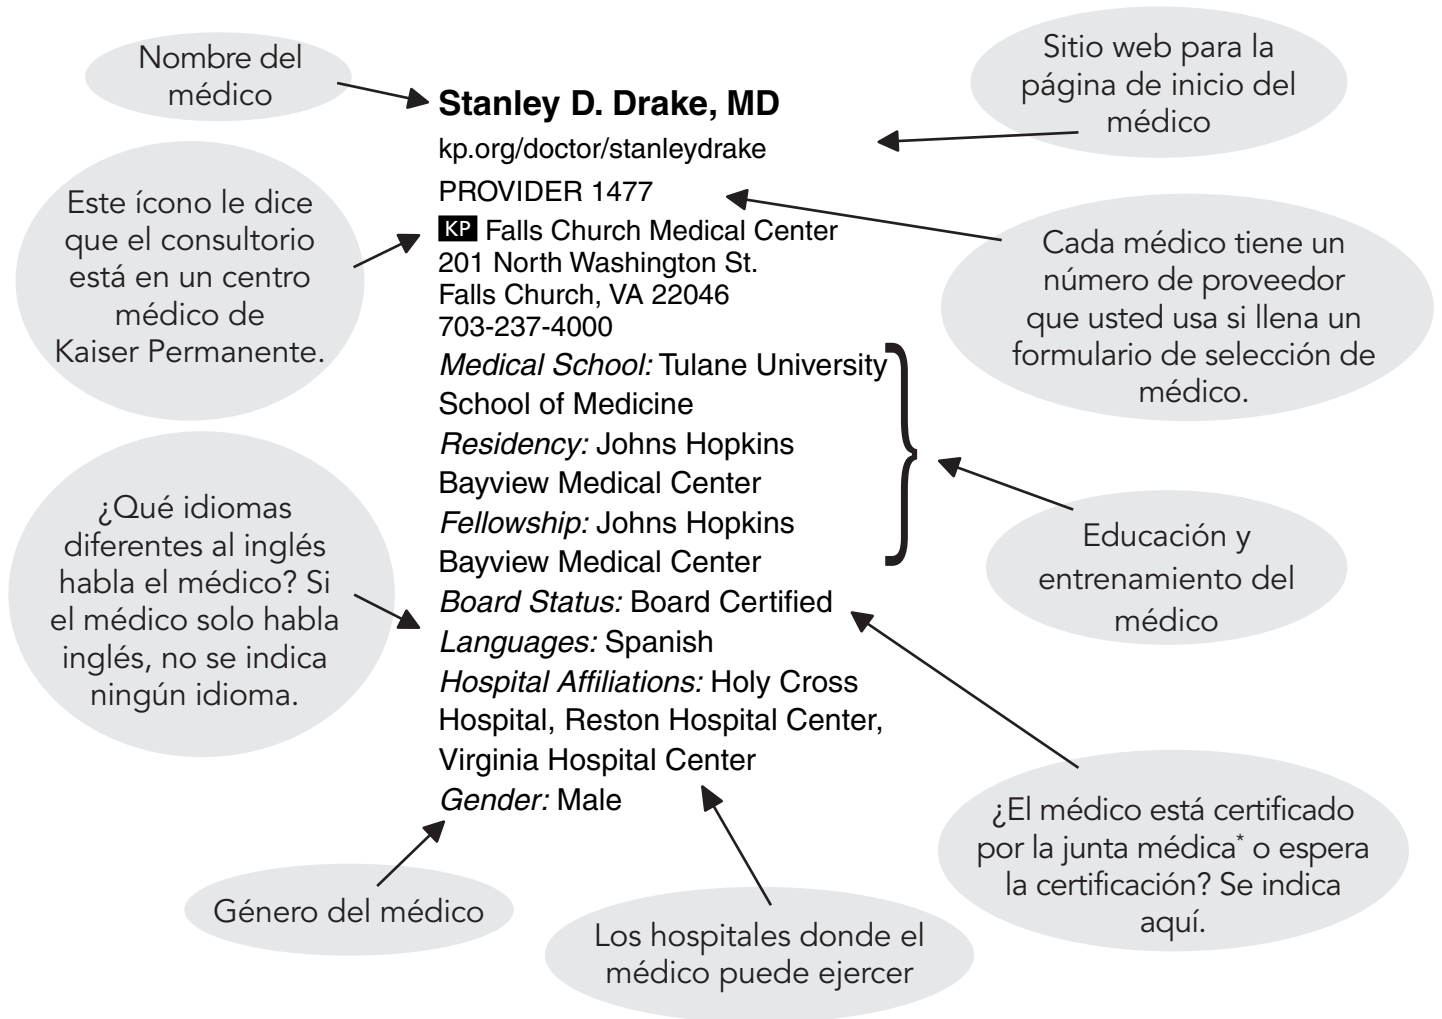 Nombre del
médico
Sitio web para la
página de inicio del
médico
Stanley D. Drake, MD
kp.org/doctor/stanleydrake
PROVIDER 1477
KP Falls Church Medical Center
201 North Washington St.
Falls Church, VA 22046
703-237-4000
Medical School: Tulane University
School of Medicine
Residency: Johns Hopkins
Bayview Medical Center
Fellowship: Johns Hopkins
Bayview Medical Center
Board Status: Board Certified
Languages: Spanish
Hospital Affiliations: Holy Cross
Hospital, Reston Hospital Center,
Virginia Hospital Center
Gender: Male
Este ícono le dice
que el consultorio
está en un centro
médico de
Kaiser Permanente.
Cada médico tiene un
número de proveedor
que usted usa si llena un
formulario de selección de
médico.
¿Qué idiomas
diferentes al inglés
habla el médico? Si
el médico solo habla
inglés, no se indica
ningún idioma.
Educación y
entrenamiento del
médico
¿El médico está certificado
por la junta médica* o espera
la certificación? Se indica
aquí.
Género del médico
Los hospitales donde el
médico puede ejercer